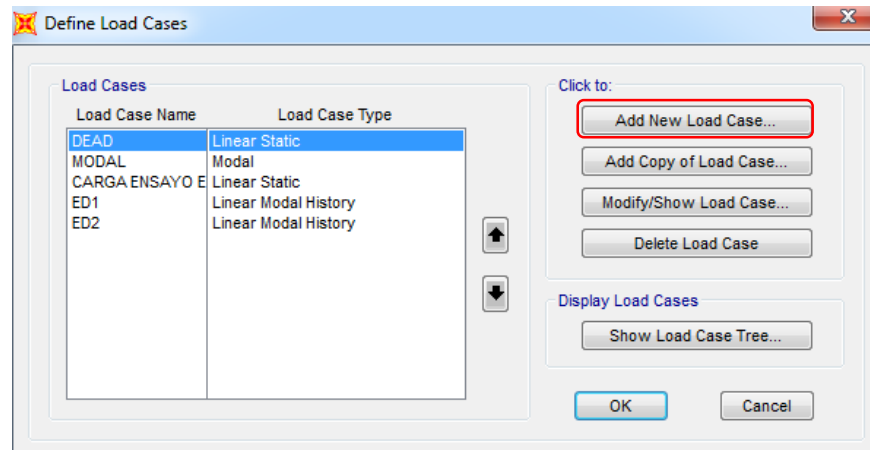 Define Load Cases
Load Cases
Load Case Name Load Case Type
DEAD Linear Static
MODAL Modal
CARGA ENSAYO E Linear Static
ED1 Linear Modal History
ED2 Linear Modal History
Click to:
Add New Load Case...
Add Copy of Load Case...
Modify/Show Load Case...
Delete Load Case
Display Load Cases
Show Load Case Tree...
OK Cancel